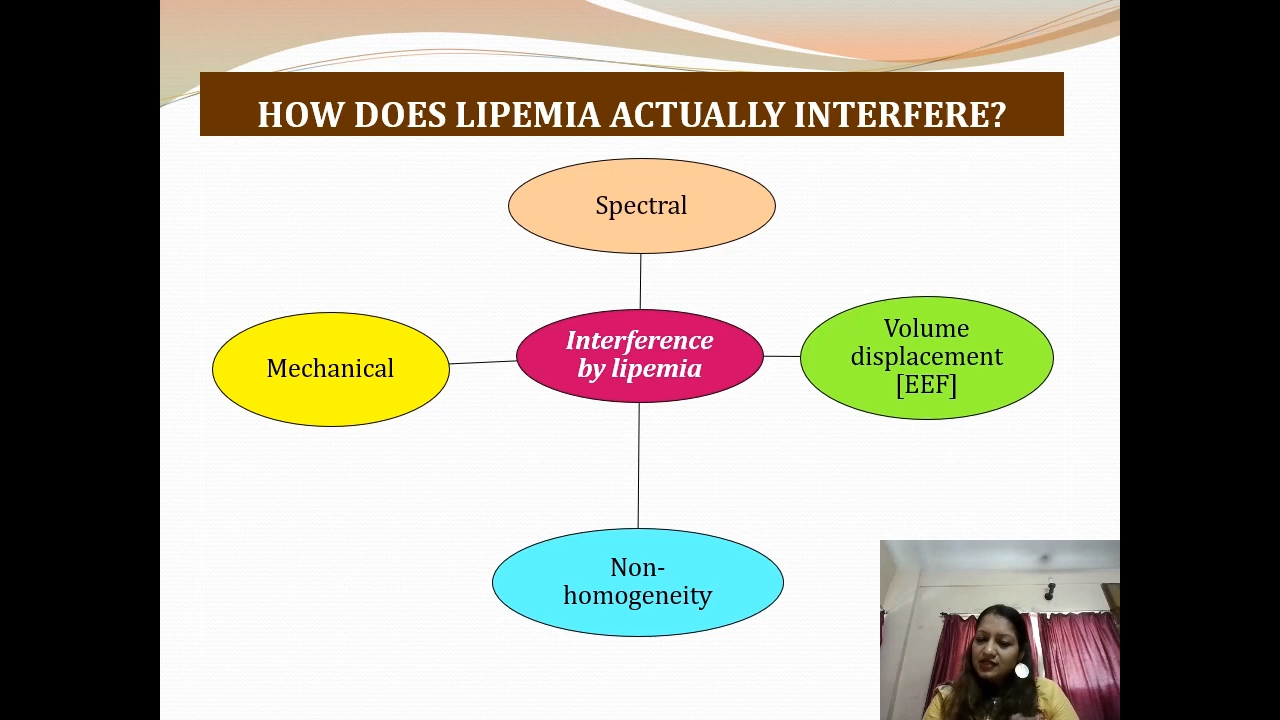 HOW DOES LIPEMIA ACTUALLY INTERFERE?
Spectral
Mechanical
Interference
by lipemia
Volume
displacement
[EEF]
Non-
homogeneity